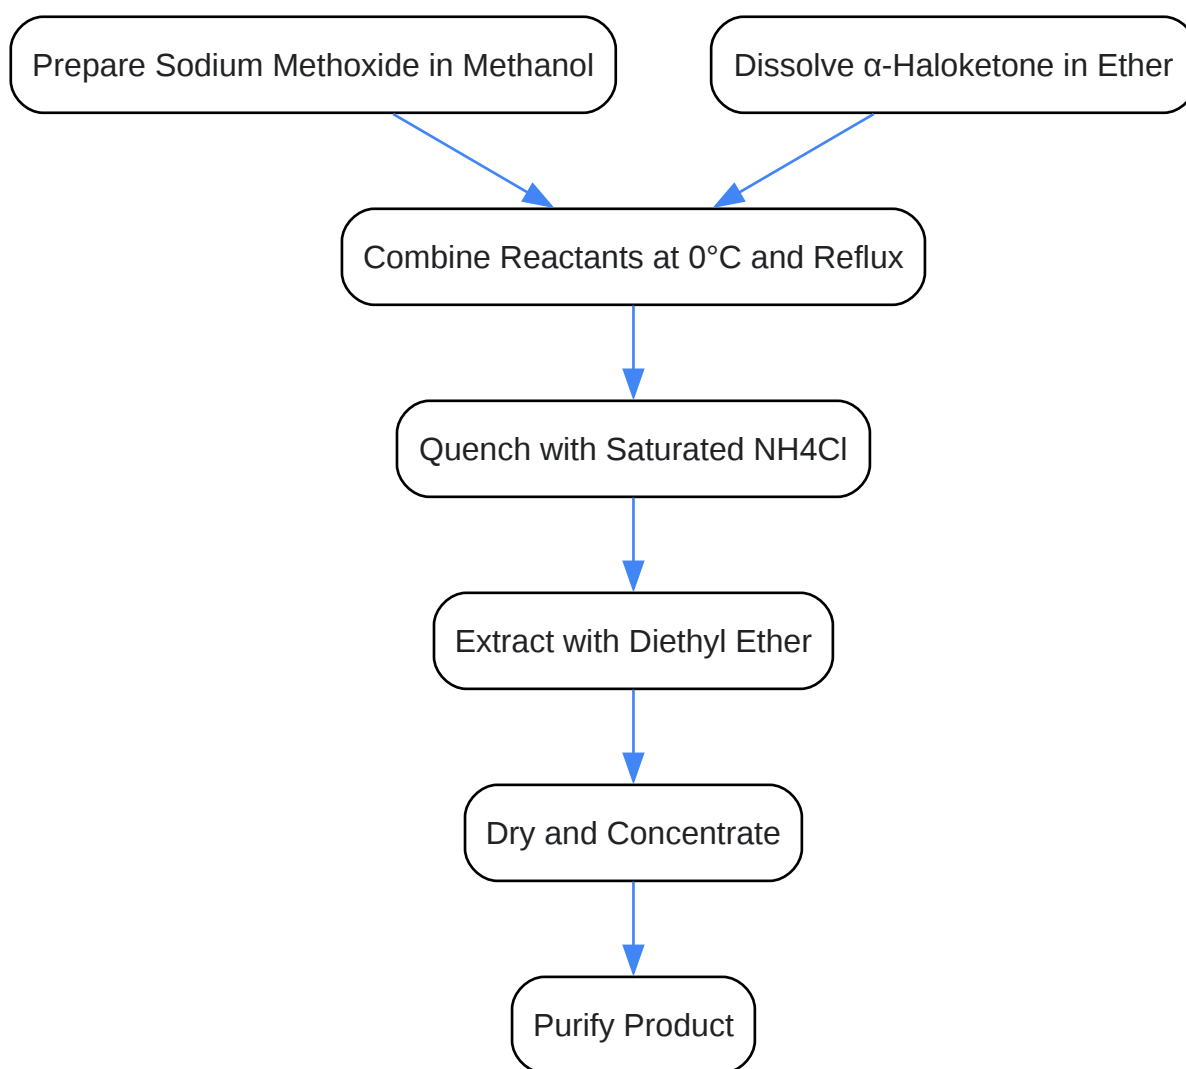 Prepare Sodium Methoxide in Methanol
Dissolve α-Haloketone in Ether
Combine Reactants at 0°C and Reflux
Quench with Saturated NH4Cl
Extract with Diethyl Ether
Dry and Concentrate
Purify Product